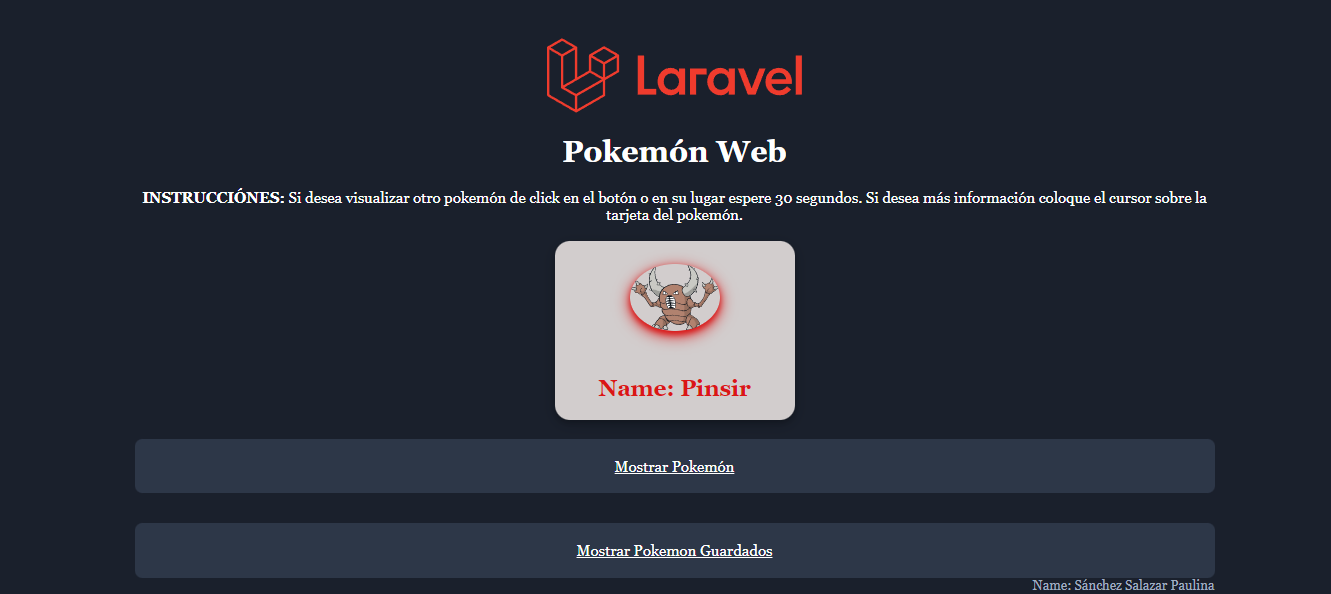 Laravel
Pokemón Web
INSTRUCCIÓNES: Si desea visualizar otro pokemón de click en el botón o en su lugar espere 30 segundos. Si desea más información coloque el cursor sobre la
tarjeta del pokemón.
Name: Pinsir
Mostrar Pokemón
Mostrar Pokemon Guardados
Name: Sánchez Salazar Paulina